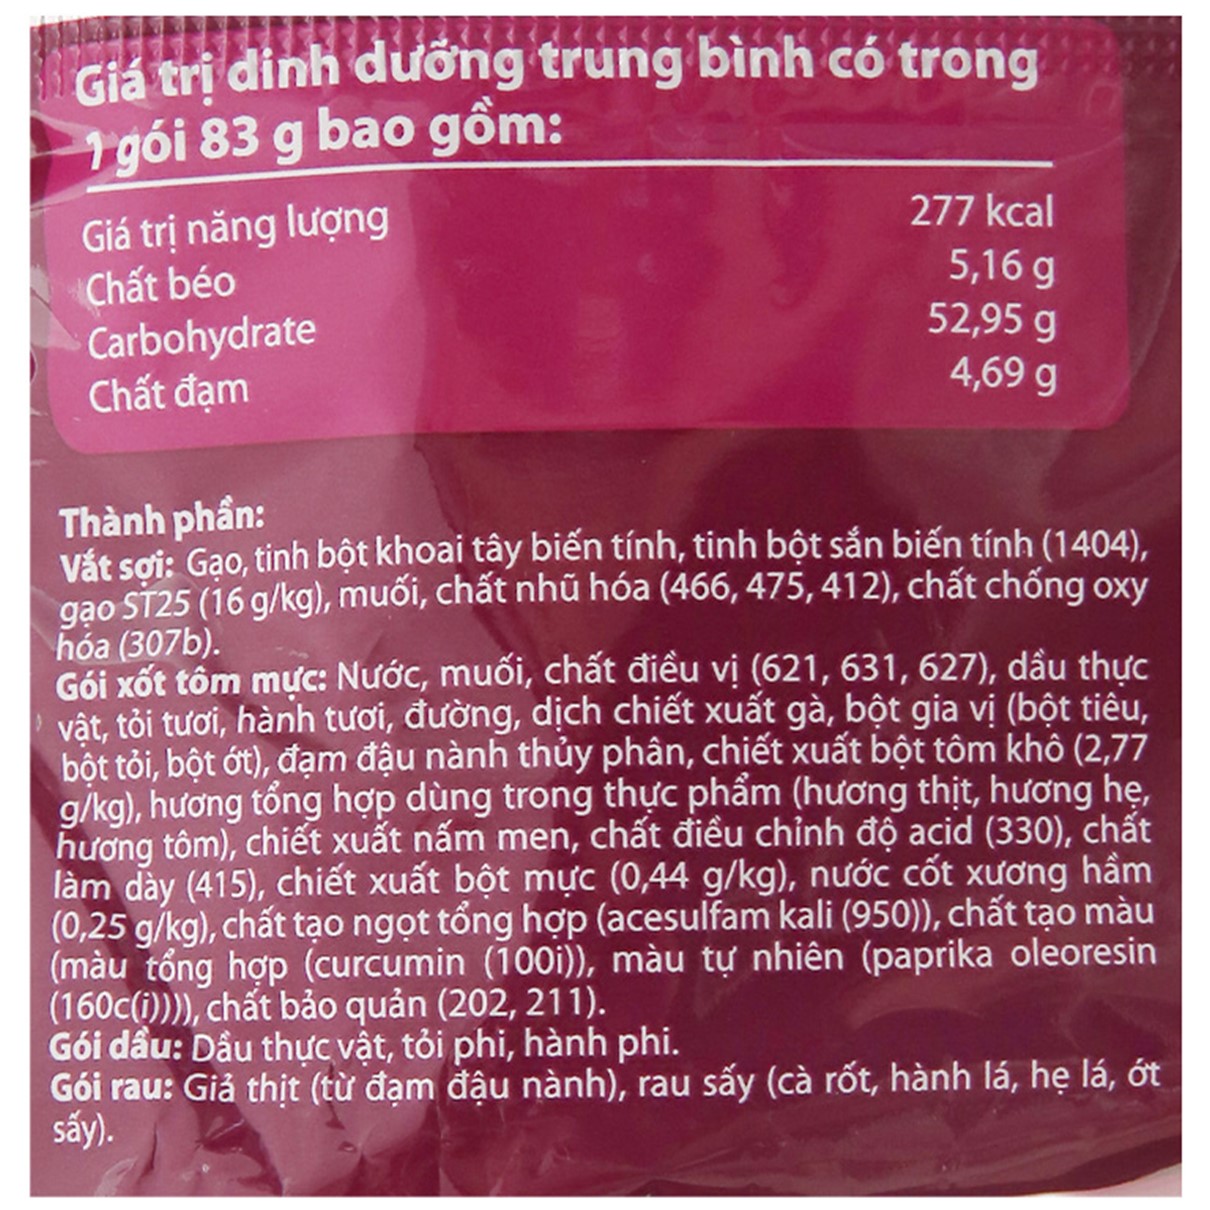 Giá trị dinh dưỡng trung bình có trong
1 gói 83 g bao gồm:
Giá trị năng lượng 277 kcal
Chất béo 5,16 g
Carbohydrate 52,95 g
Chất đạm 4,69 g
Thành phần:
Vắt sợi: Gạo, tinh bột khoai tây biến tính, tinh bột sắn biến tính (1404),
gạo ST25 (16 g/kg), muối, chất nhũ hóa (466, 475, 412), chất chống oxy
hóa (307b).
Gói xốt tôm mực: Nước, muối, chất điều vị (621, 631, 627), dầu thực
vật, tỏi tươi, hành tươi, đường, dịch chiết xuất gà, bột gia vị (bột tiêu,
bột tỏi, bột ớt), đạm đậu nành thủy phân, chiết xuất bột tôm khô (2,77
g/kg), hương tổng hợp dùng trong thực phẩm (hương thịt, hương hẹ,
hương tôm), chiết xuất nấm men, chất điều chỉnh độ acid (330), chất
làm dày (415), chiết xuất bột mực (0,44 g/kg), nước cốt xương hầm
(0,25 g/kg), chất tạo ngọt tổng hợp (acesulfam kali (950)), chất tạo màu
(màu tổng hợp (curcumin (100i)), màu tự nhiên (paprika oleoresin
(160c(i)))), chất bảo quản (202, 211).
Gói dầu: Dầu thực vật, tỏi phi, hành phi.
Gói rau: Giả thịt (từ đạm đậu nành), rau sấy (cà rốt, hành lá, hẹ lá, ớt
sấy).